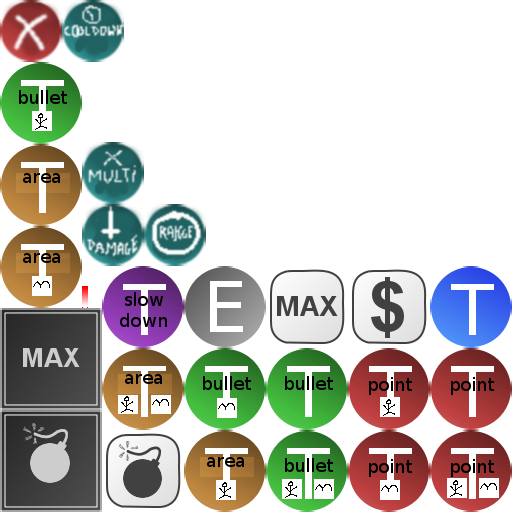 X
COOLDOWN
T
bullet
T
area
X
MULTI
DAMAGE
RANGE
T
area
T
slow
down
E
MAX
$
T
MAX
T
area
T
bullet
T
bullet
T
point
T
point
T
area
T
bullet
T
point
T
point